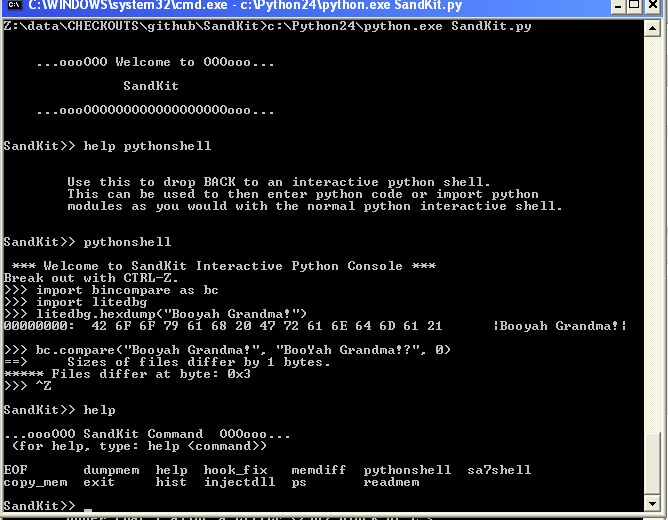 C:\WINDOWS\system32\cmd.exe - c:\Python24\python.exe SandKit.py
Z:\data\CHECKOUTS\github\SandKit>c:\Python24\python.exe SandKit.py
...oooOOO Welcome to OOOooo...
SandKit
...oooOOOOOOOOOOOOOOOOOOooo...
SandKit>> help pythonshell
Use this to drop BACK to an interactive python shell.
This can be used to then enter python code or import python
modules as you would with the normal python interactive shell.
SandKit>> pythonshell
*** Welcome to SandKit Interactive Python Console ***
Break out with CTRL-Z.
>>> import bincompare as bc
>>> import litedbg
>>> litedbg.hexdump("Booyah Grandma!")
00000000:  42 6F 6F 79 61 68 20 47 72 61 6E 64 6D 61 21       |Booyah Grandma!|
>>> bc.compare("Booyah Grandma!", "BooYah Grandma!?", 0)
==>     Sizes of files differ by 1 bytes.
***** Files differ at byte: 0x3
>>> ^Z
SandKit>> help
...oooOOO SandKit Command  OOOooo...
(for help, type: help <command>)
EOF       dumpmem  help  hook_fix   memdiff  pythonshell  sa7shell
copy_mem  exit     hist  injectdll  ps       readmem
SandKit>> _